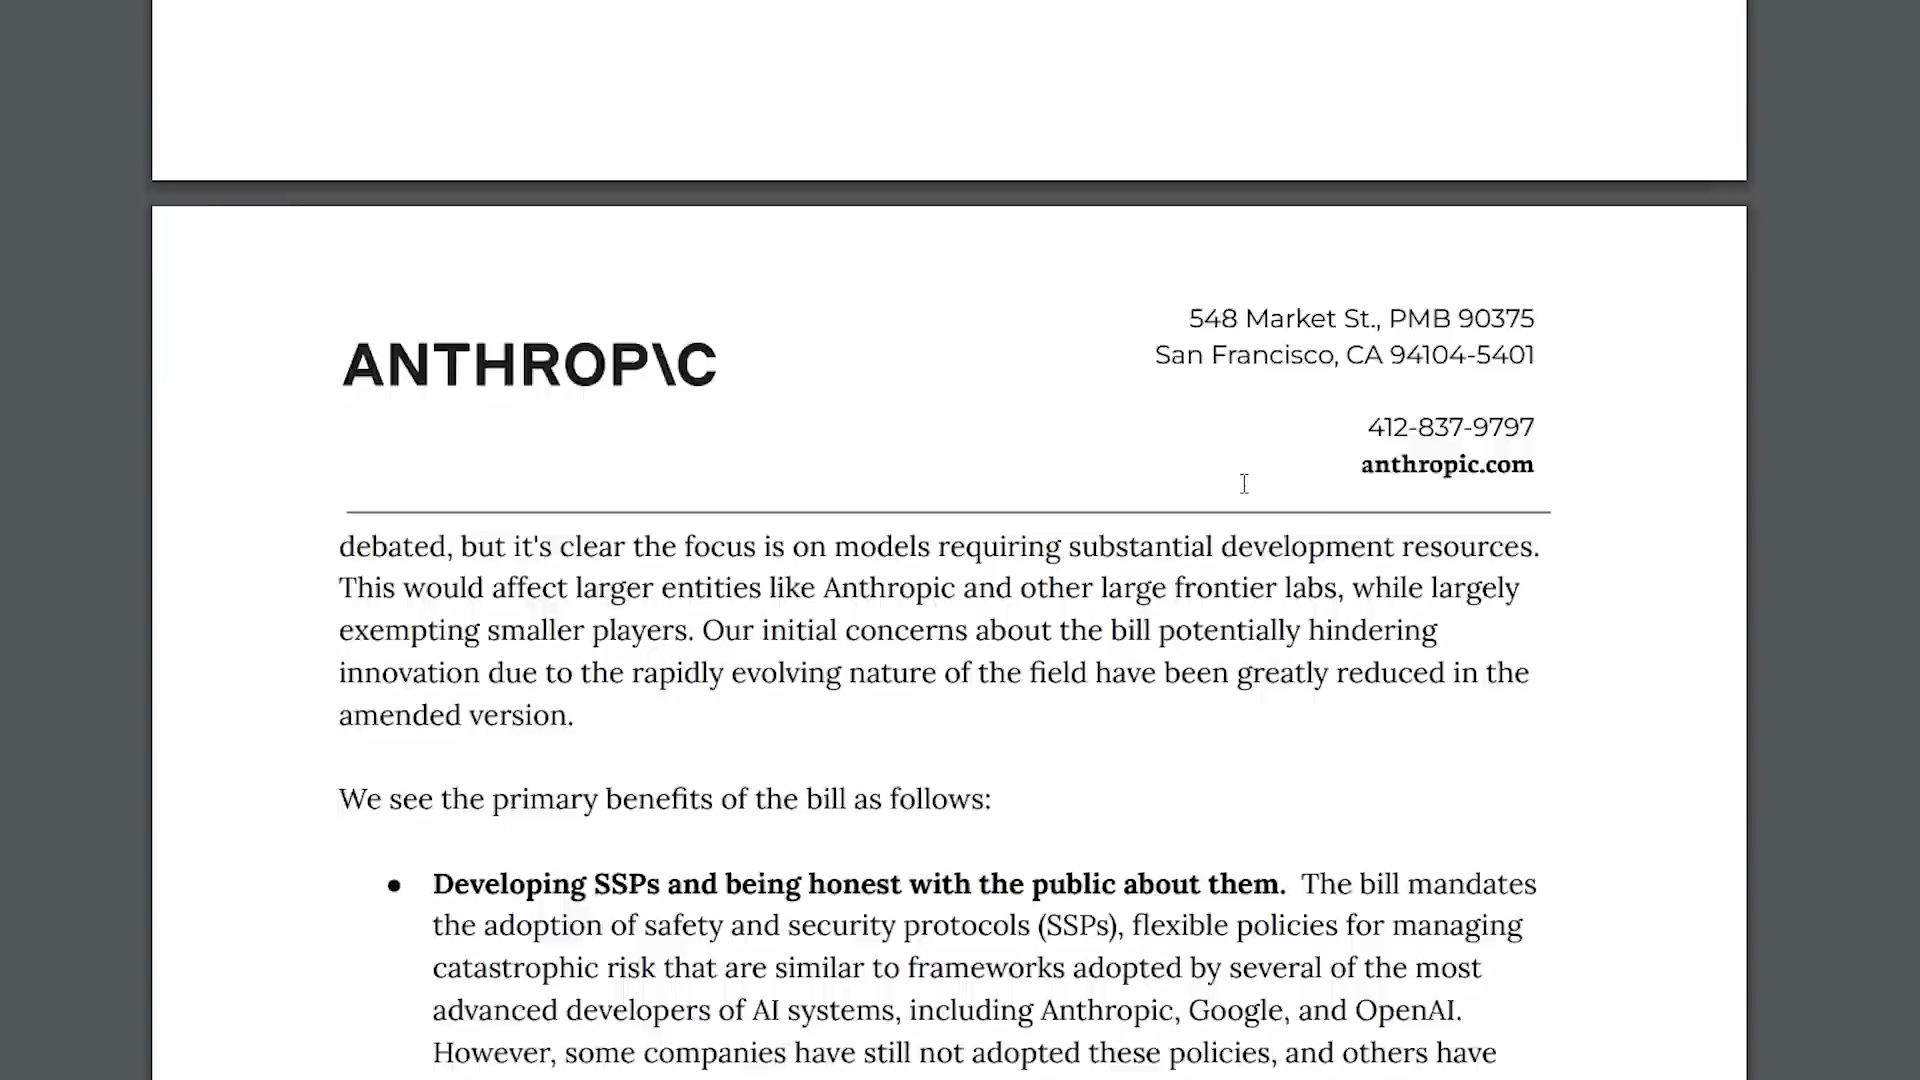 ANTHROP\C
548 Market St., PMB 90375
San Francisco, CA 94104-5401
412-837-9797
anthropic.com
debated, but it's clear the focus is on models requiring substantial development resources.
This would affect larger entities like Anthropic and other large frontier labs, while largely
exempting smaller players. Our initial concerns about the bill potentially hindering
innovation due to the rapidly evolving nature of the field have been greatly reduced in the
amended version.
We see the primary benefits of the bill as follows:
● Developing SSPs and being honest with the public about them. The bill mandates
the adoption of safety and security protocols (SSPs), flexible policies for managing
catastrophic risk that are similar to frameworks adopted by several of the most
advanced developers of AI systems, including Anthropic, Google, and OpenAI.
However, some companies have still not adopted these policies, and others have